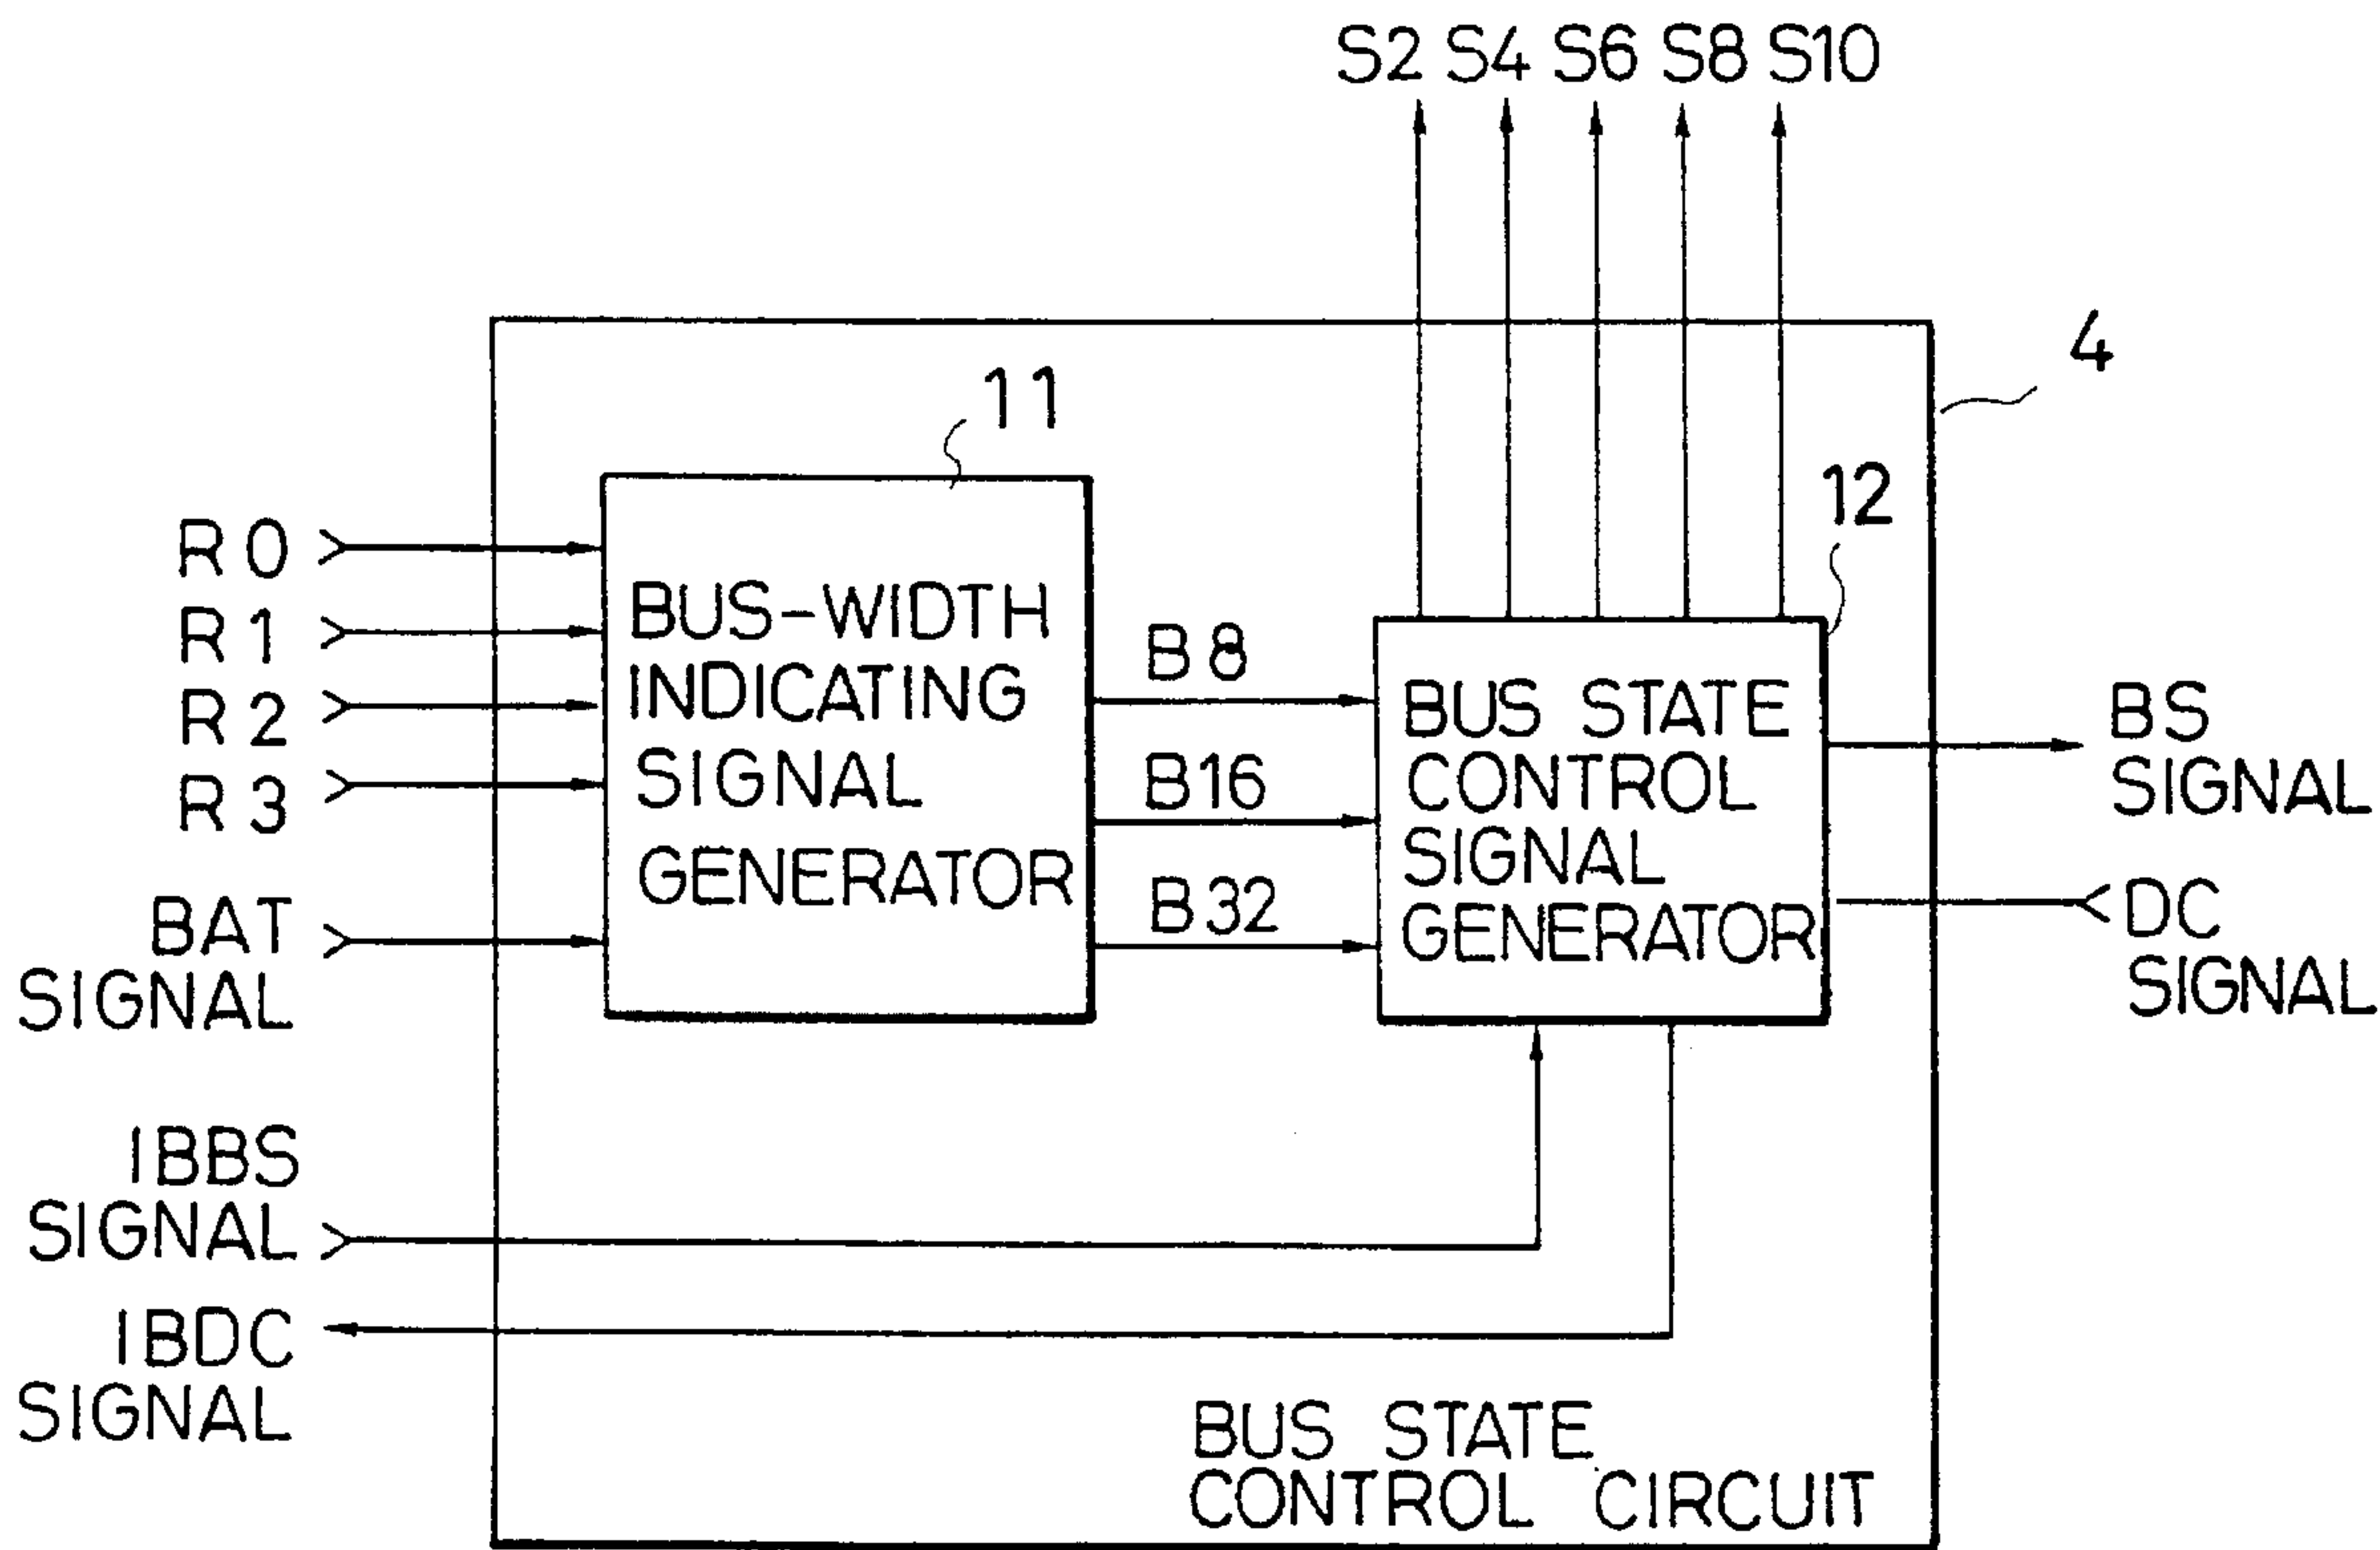 S2 S4 S6 S8 S10
4
11
12
R0
R1
R2
R3
BAT
SIGNAL
BUS-WIDTH
INDICATING
SIGNAL
GENERATOR
B8
B16
B32
BUS STATE
CONTROL
SIGNAL
GENERATOR
BS
SIGNAL
DC
SIGNAL
IBBS
SIGNAL
IBDC
SIGNAL
BUS STATE
CONTROL CIRCUIT